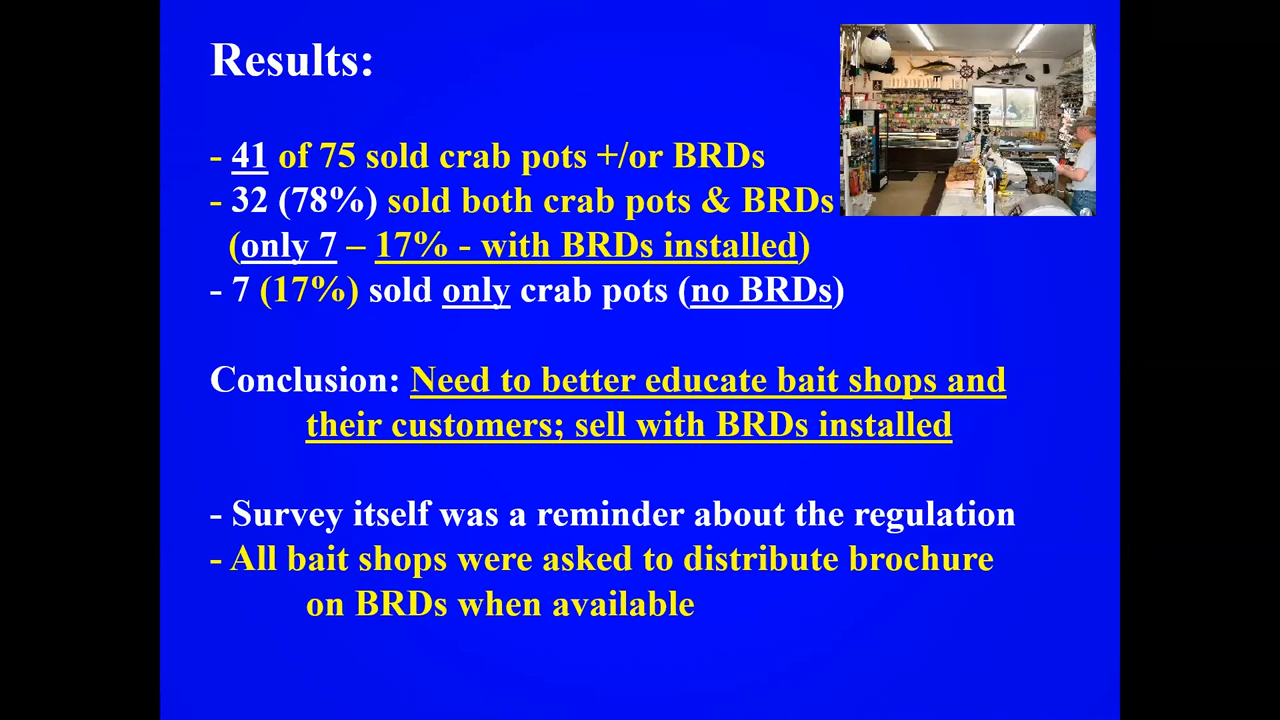 Results:
- 41 of 75 sold crab pots +/or BRDs
- 32 (78%) sold both crab pots & BRDs
(only 7 – 17% - with BRDs installed)
- 7 (17%) sold only crab pots (no BRDs)
Conclusion: Need to better educate bait shops and
their customers; sell with BRDs installed
- Survey itself was a reminder about the regulation
- All bait shops were asked to distribute brochure
on BRDs when available